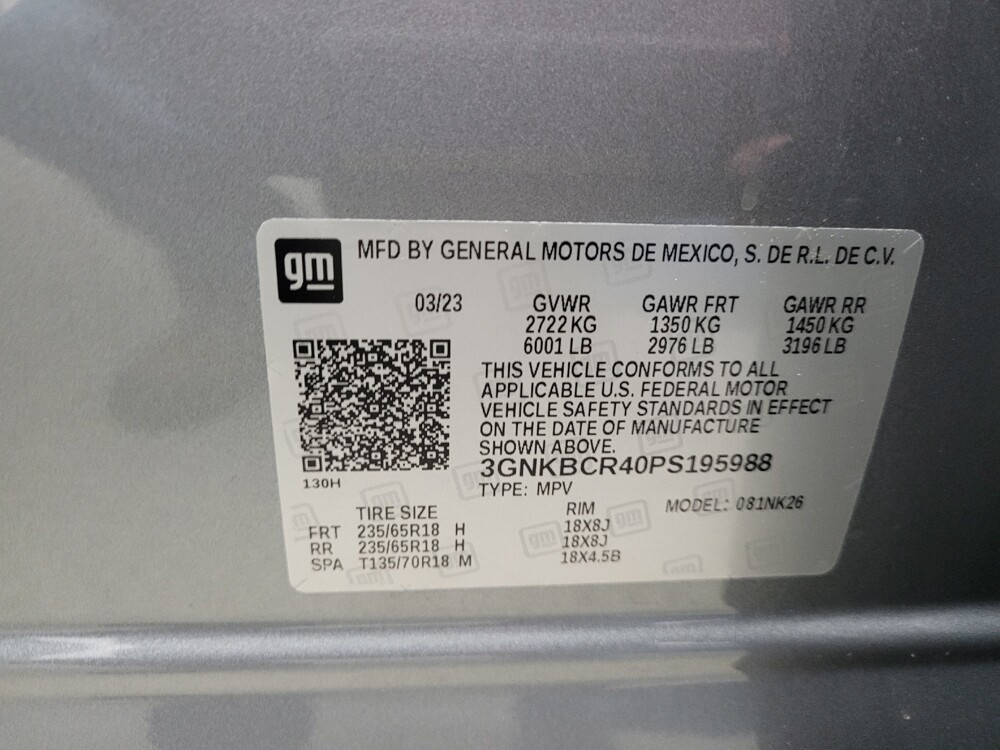 gm
MFD BY GENERAL MOTORS DE MEXICO, S. DE R.L. DE C.V.
03/23 GVWR GAWR FRT GAWR RR
2722 KG 1350 KG 1450 KG
6001 LB 2976 LB 3196 LB
THIS VEHICLE CONFORMS TO ALL
APPLICABLE U.S. FEDERAL MOTOR
VEHICLE SAFETY STANDARDS IN EFFECT
ON THE DATE OF MANUFACTURE
SHOWN ABOVE.
3GNKBCR40PS195988
130H
TYPE: MPV
TIRE SIZE RIM MODEL: 081NK26
FRT 235/65R18 H 18X8J
RR 235/65R18 H 18X8J
SPA T135/70R18 M 18X4.5B